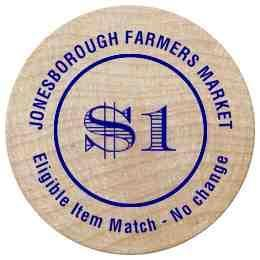 JONESBOROUGH FARMERS MARKET
$1
Eligible Item Match - No change